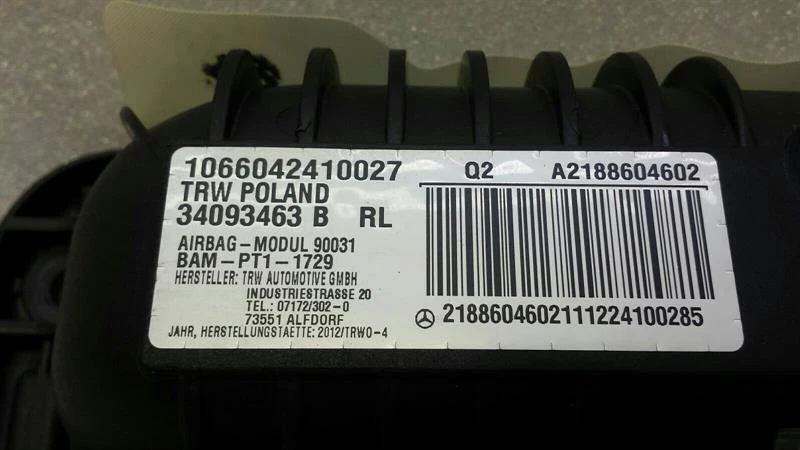 1066042410027
TRW POLAND
34093463 B RL
AIRBAG-MODUL 90031
BAM-PT1-1729
HERSTELLER: TRW AUTOMOTIVE GMBH
INDUSTRIESTRASSE 20
TEL.: 07172/302-0
73551 ALFDORF
JAHR, HERSTELLUNGSTAETTE: 2012/TRWO-4
Q2 A2188604602
2188604602111224100285